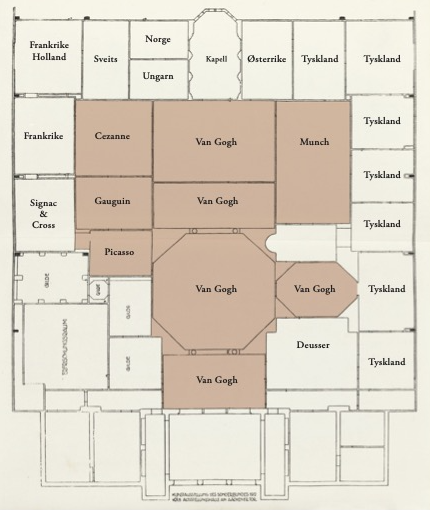 Frankrike
Holland
Sveits
Norge
Ungarn
Kapell
Østerrike
Tyskland
Tyskland
Frankrike
Cezanne
Van Gogh
Munch
Tyskland
Tyskland
Signac
&
Cross
Gauguin
Van Gogh
Tyskland
Picasso
Van Gogh
Van Gogh
Tyskland
Deusser
Tyskland
Van Gogh